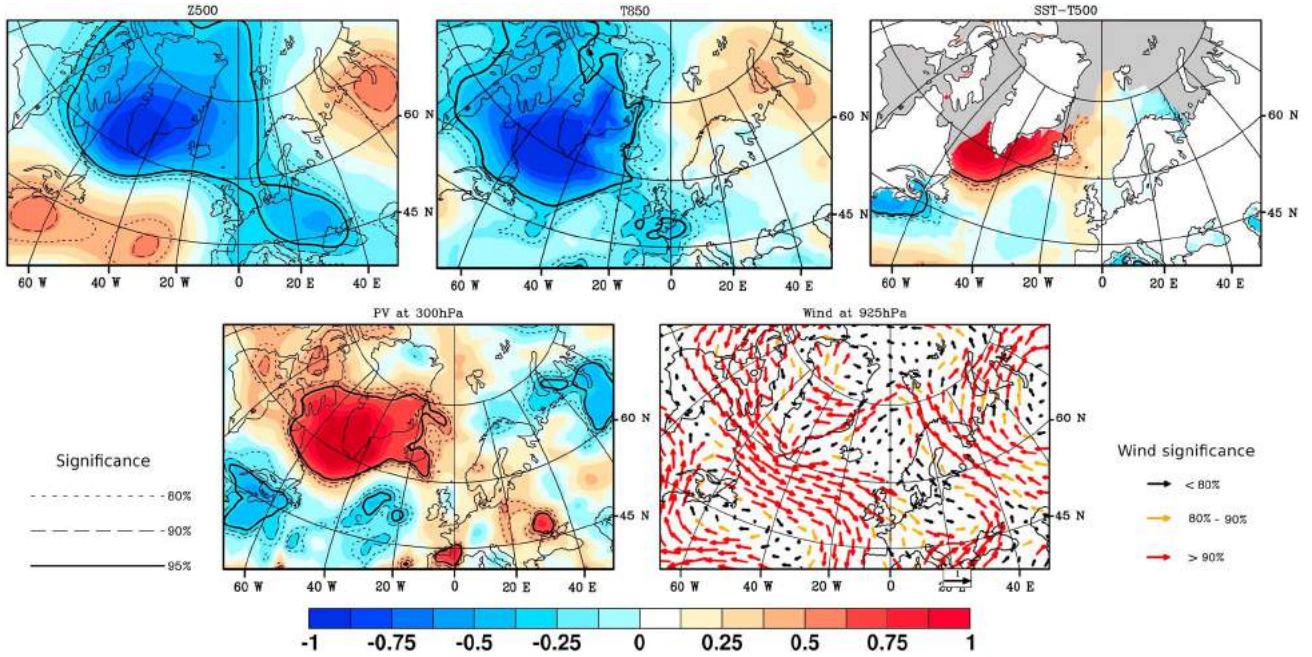 Z500
T850
SST-T500
60 N
45 N
60 W 40 W 20 W 0 20 E 40 E
60 N
45 N
60 W 40 W 20 W 0 20 E 40 E
60 N
45 N
60 W 40 W 20 W 0 20 E 40 E
PV at 300hPa
Wind at 925hPa
60 N
45 N
60 W 40 W 20 W 0 20 E 40 E
60 N
45 N
60 W 40 W 20 W 0 40 E
Significance
80%
90%
95%
Wind significance
< 80%
80% - 90%
> 90%
-1 -0.75 -0.5 -0.25 0 0.25 0.5 0.75 1